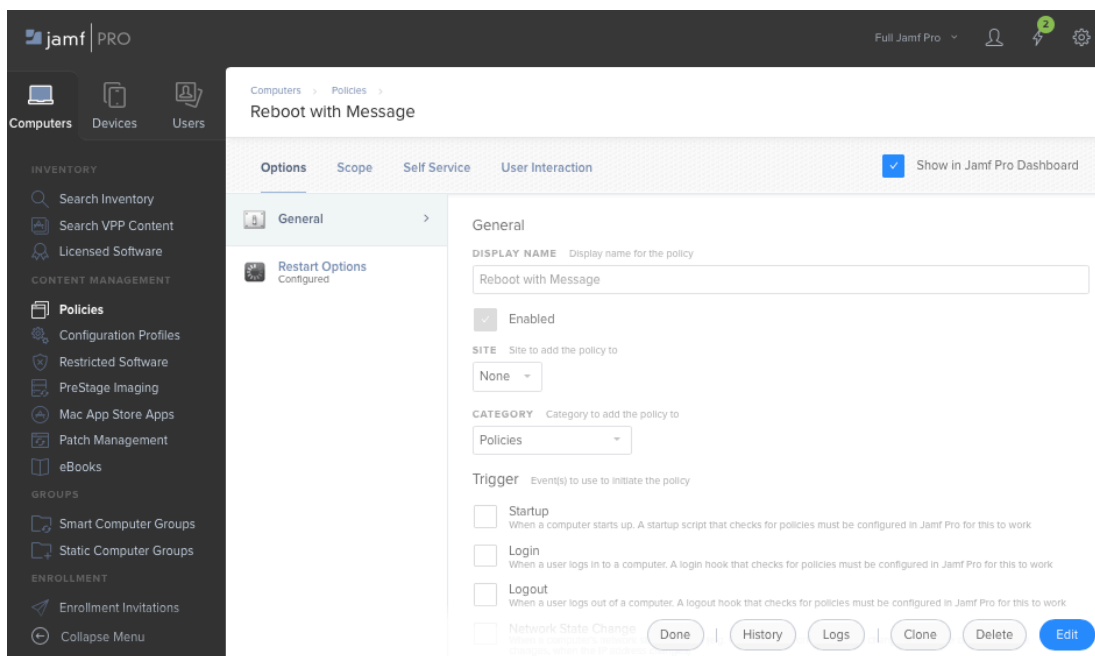 jamf PRO
Full Jamf Pro
2
Computers
Devices
Users
INVENTORY
Search Inventory
Search VPP Content
Licensed Software
CONTENT MANAGEMENT
Policies
Configuration Profiles
Restricted Software
PreStage Imaging
Mac App Store Apps
Patch Management
eBooks
GROUPS
Smart Computer Groups
Static Computer Groups
ENROLLMENT
Enrollment Invitations
Collapse Menu
Computers > Policies >
Reboot with Message
Options Scope Self Service User Interaction
Show in Jamf Pro Dashboard
General
Restart Options
Configured
General
DISPLAY NAME Display name for the policy
Reboot with Message
Enabled
SITE Site to add the policy to
None
CATEGORY Category to add the policy to
Policies
Trigger Event(s) to use to initiate the policy
Startup
When a computer starts up. A startup script that checks for policies must be configured in Jamf Pro for this to work
Login
When a user logs in to a computer. A login hook that checks for policies must be configured in Jamf Pro for this to work
Logout
When a user logs out of a computer. A logout hook that checks for policies must be configured in Jamf Pro for this to work
Network State Change
Done | History Logs | Clone Delete Edit